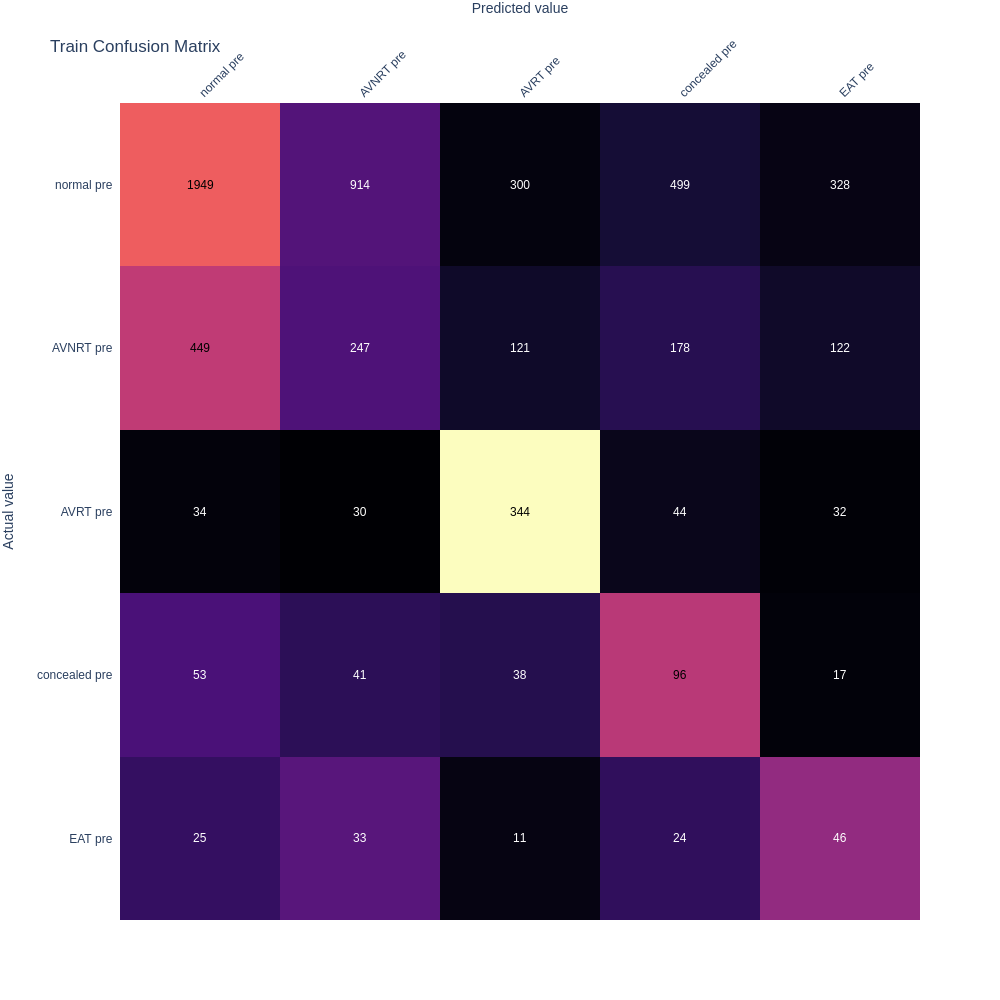 Predicted value
Train Confusion Matrix
normal pre AVNRT pre AVRT pre concealed pre EAT pre
normal pre 1949 914 300 499 328
AVNRT pre 449 247 121 178 122
AVRT pre 34 30 344 44 32
concealed pre 53 41 38 96 17
EAT pre 25 33 11 24 46
Actual value